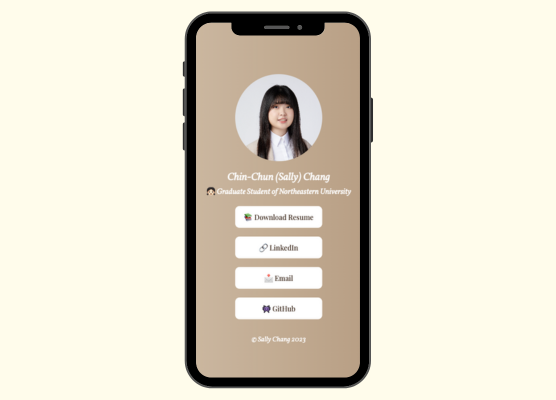 Chin-Chun (Sally) Chang
Graduate Student of Northeastern University
Download Resume
LinkedIn
Email
GitHub
© Sally Chang 2023